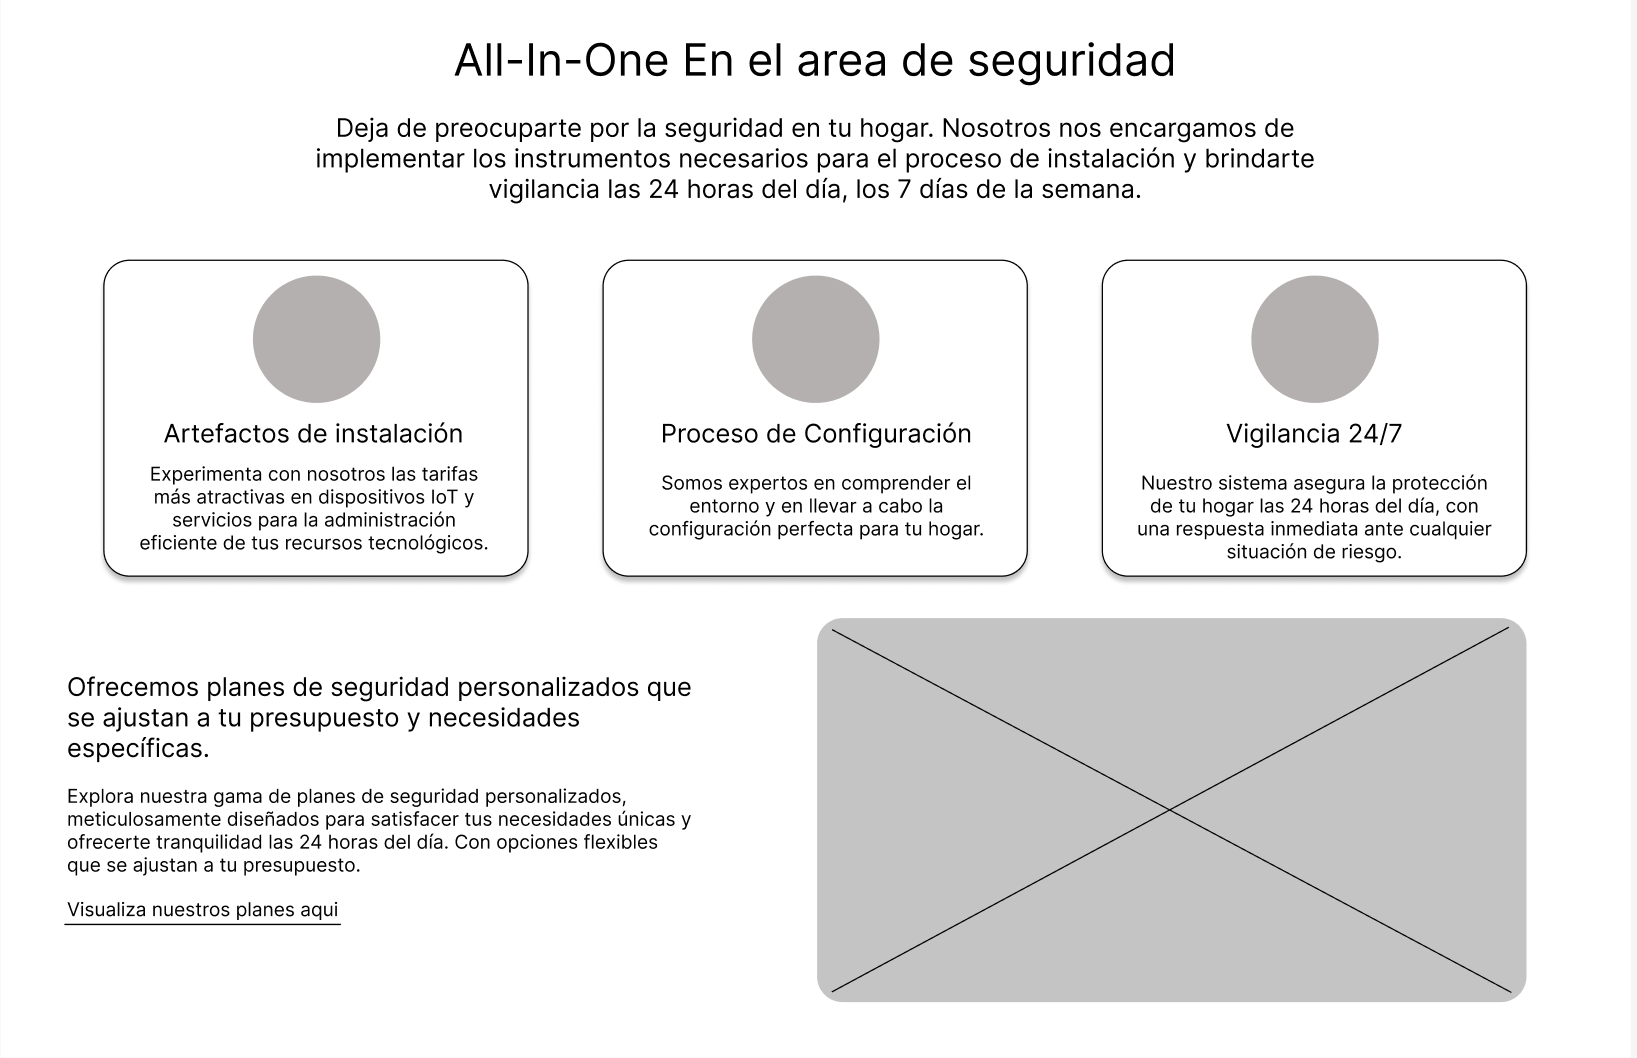 All-In-One En el area de seguridad
Deja de preocuparte por la seguridad en tu hogar. Nosotros nos encargamos de
implementar los instrumentos necesarios para el proceso de instalación y brindarte
vigilancia las 24 horas del día, los 7 días de la semana.
Artefactos de instalación
Experimenta con nosotros las tarifas
más atractivas en dispositivos IoT y
servicios para la administración
eficiente de tus recursos tecnológicos.
Proceso de Configuración
Somos expertos en comprender el
entorno y en llevar a cabo la
configuración perfecta para tu hogar.
Vigilancia 24/7
Nuestro sistema asegura la protección
de tu hogar las 24 horas del día, con
una respuesta inmediata ante cualquier
situación de riesgo.
Ofrecemos planes de seguridad personalizados que
se ajustan a tu presupuesto y necesidades
específicas.
Explora nuestra gama de planes de seguridad personalizados,
meticulosamente diseñados para satisfacer tus necesidades únicas y
ofrecerte tranquilidad las 24 horas del día. Con opciones flexibles
que se ajustan a tu presupuesto.
Visualiza nuestros planes aqui